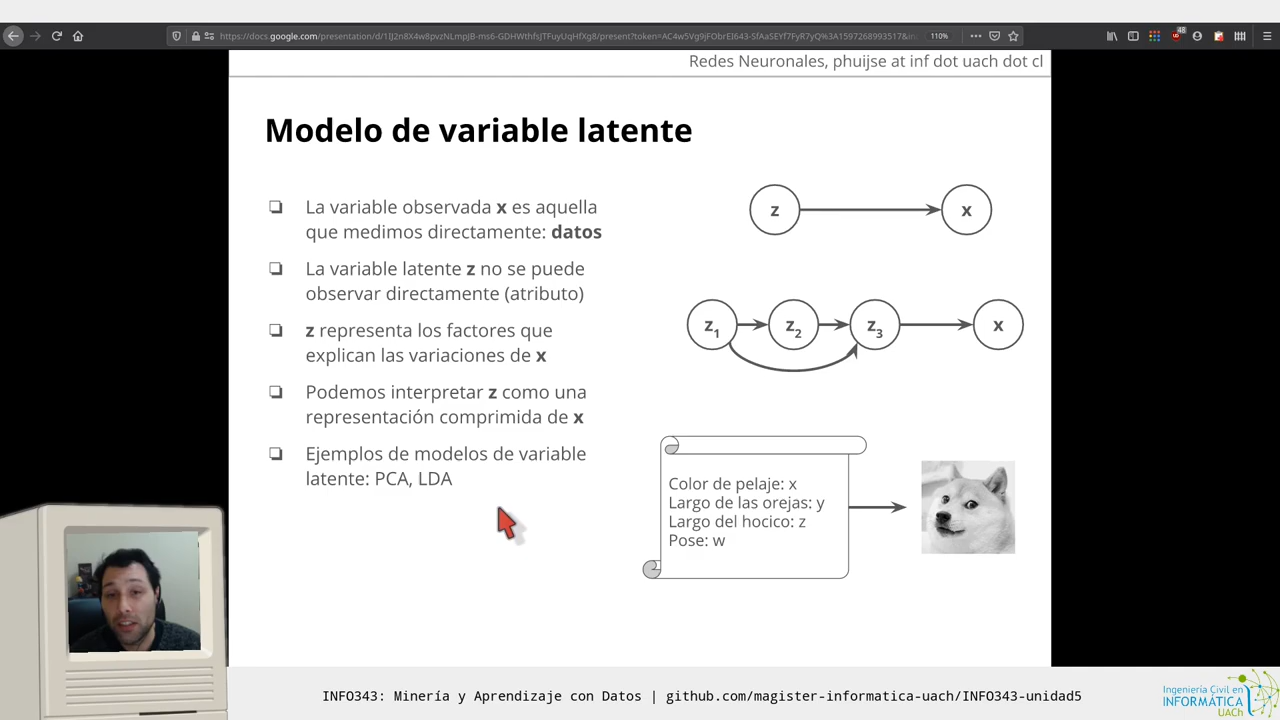 110%
48
Redes Neuronales, phuijse at inf dot uach dot cl
Modelo de variable latente
La variable observada x es aquella
que medimos directamente: datos
La variable latente z no se puede
observar directamente (atributo)
z representa los factores que
explican las variaciones de x
Podemos interpretar z como una
representación comprimida de x
Ejemplos de modelos de variable
latente: PCA, LDA
z
x
z1
z2
z3
x
Color de pelaje: x
Largo de las orejas: y
Largo del hocico: z
Pose: w
INFO343: Minería y Aprendizaje con Datos | github.com/magister-informatica-uach/INFO343-unidad5
Ingeniería Civil en
INFORMÁTICA
UACh